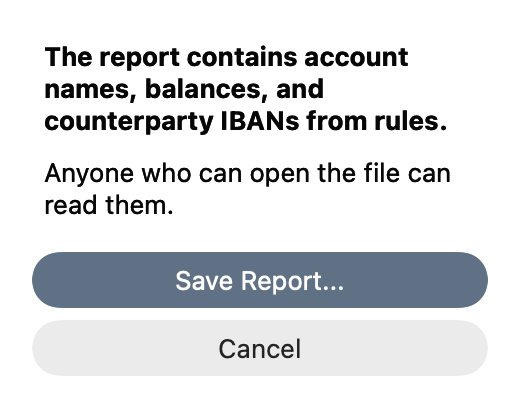 The report contains account
names, balances, and
counterparty IBANs from rules.
Anyone who can open the file can
read them.
Save Report...
Cancel